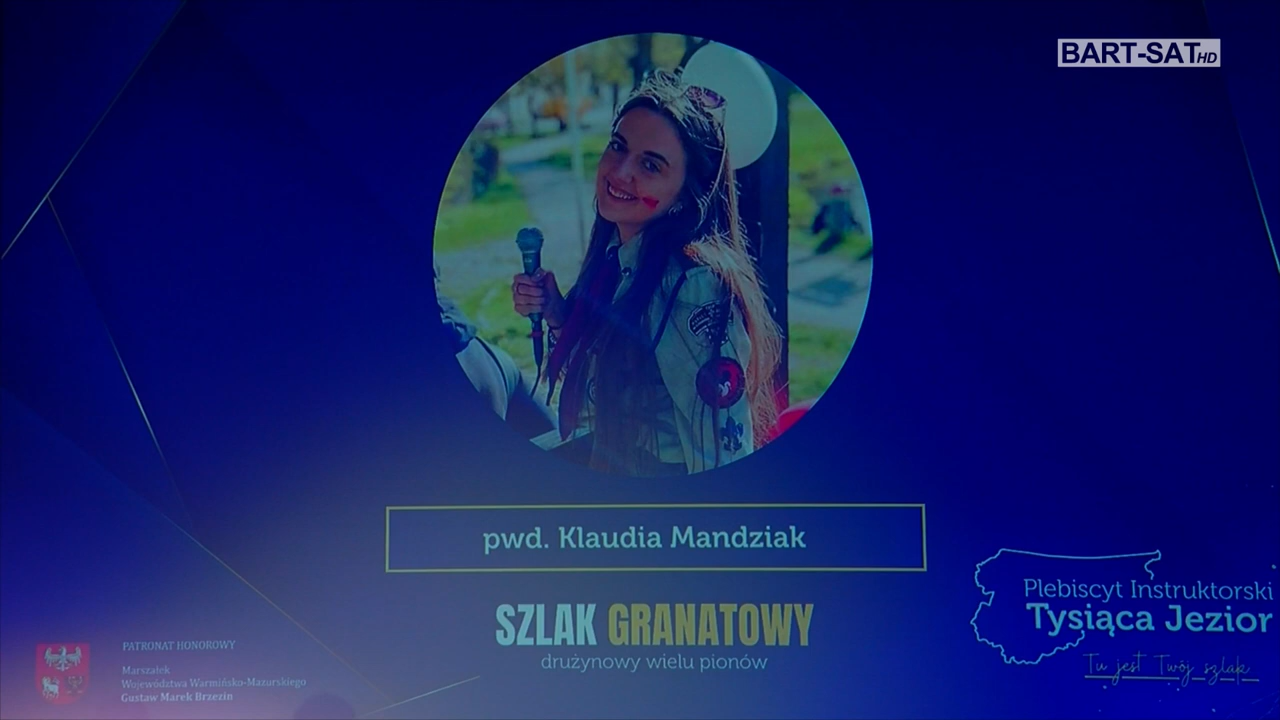 BART-SAT HD
pwd. Klaudia Mandziak
SZLAK GRANATOWY
drużynowy wielu pionów
Plebiscyt Instruktorski
Tysiąca Jezior
Tu jest Twój szlak
PATRONAT HONOROWY
Marszałek
Województwa Warmińsko-Mazurskiego
Gustaw Marek Brzezin